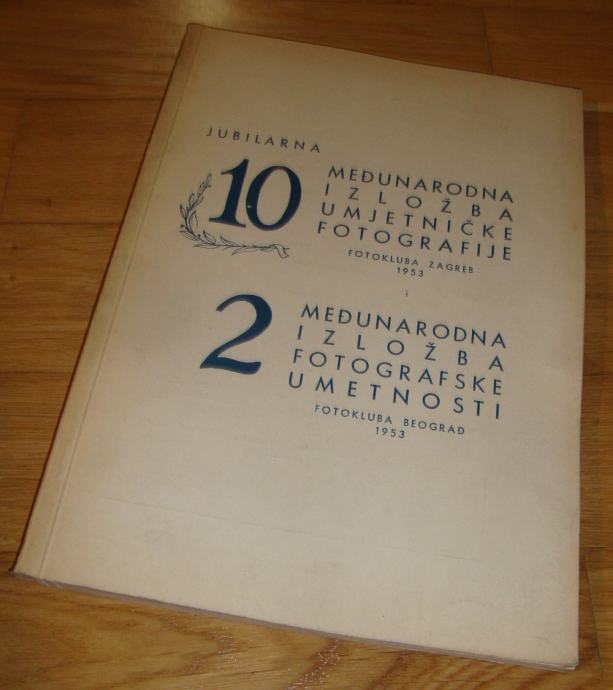 JUBILARNA
10
MEĐUNARODNA
IZLOŽBA
UMJETNIČKE
FOTOGRAFIJE
FOTOKLUBA ZAGREB
1953
i
2
MEĐUNARODNA
IZLOŽBA
FOTOGRAFSKE
UMETNOSTI
FOTOKLUBA BEOGRAD
1953